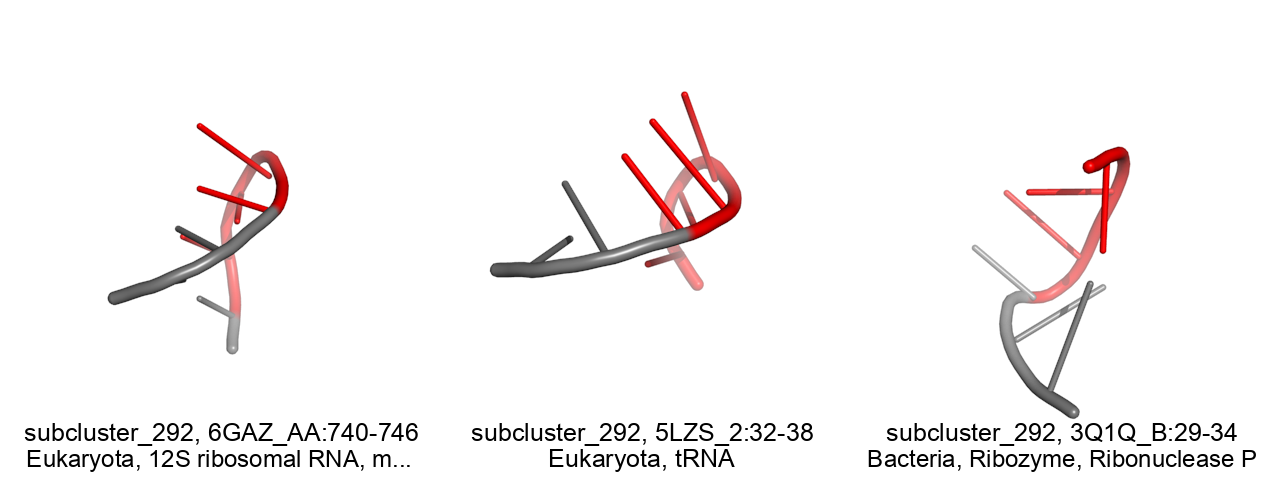 subcluster_292, 6GAZ_AA:740-746
Eukaryota, 12S ribosomal RNA, m...
subcluster_292, 5LZS_2:32-38
Eukaryota, tRNA
subcluster_292, 3Q1Q_B:29-34
Bacteria, Ribozyme, Ribonuclease P